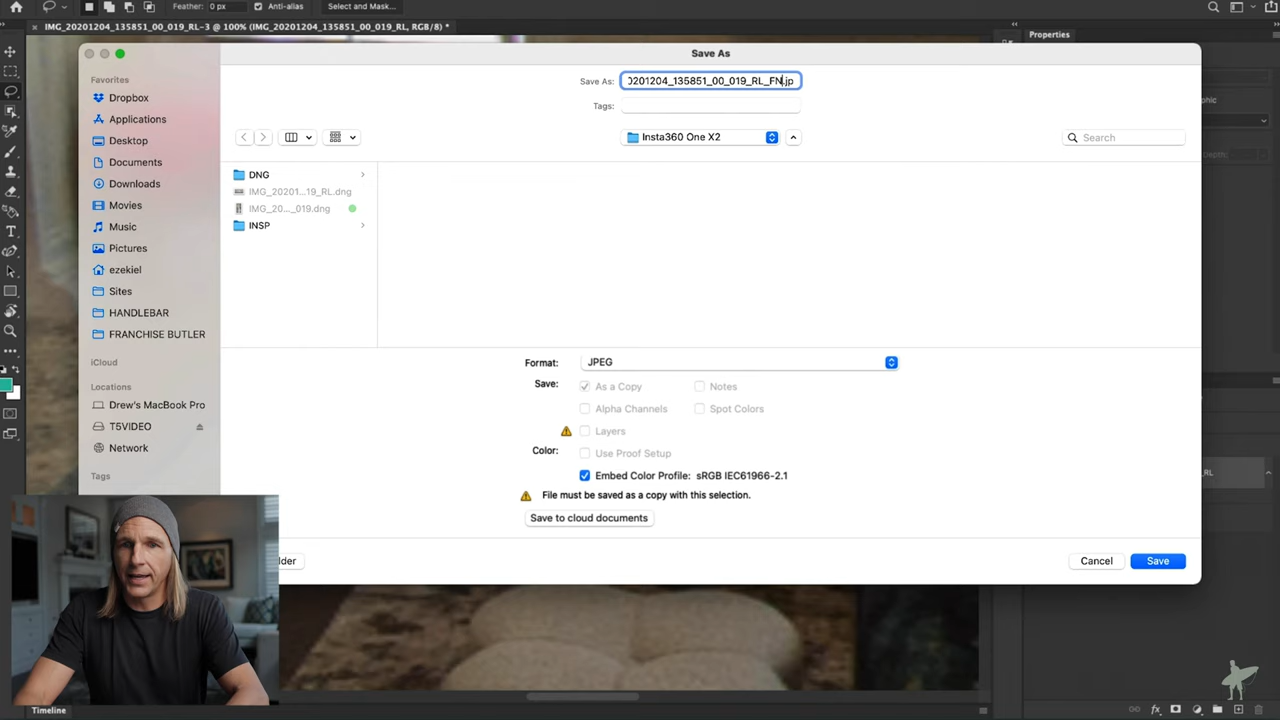 Feather: 0 px
Anti-alias
Select and Mask...
IMG_20201204_135851_00_019_RL-3 @ 100% (IMG_20201204_135851_00_019_RL, RGB/8) *
Properties
Save As
Save As: 0201204_135851_00_019_RL_FN.jp
Tags:
Insta360 One X2
Search
Favorites
Dropbox
Applications
Desktop
Documents
Downloads
Movies
Music
Pictures
ezekiel
Sites
HANDLEBAR
FRANCHISE BUTLER
iCloud
Locations
Drew's MacBook Pro
T5VIDEO
Network
Tags
DNG
IMG_20201...19_RL.dng
IMG_20..._019.dng
INSP
Format: JPEG
Save: As a Copy
Notes
Alpha Channels
Spot Colors
Layers
Color: Use Proof Setup
Embed Color Profile: sRGB IEC61966-2.1
File must be saved as a copy with this selection.
Save to cloud documents
lder
Cancel
Save
Timeline